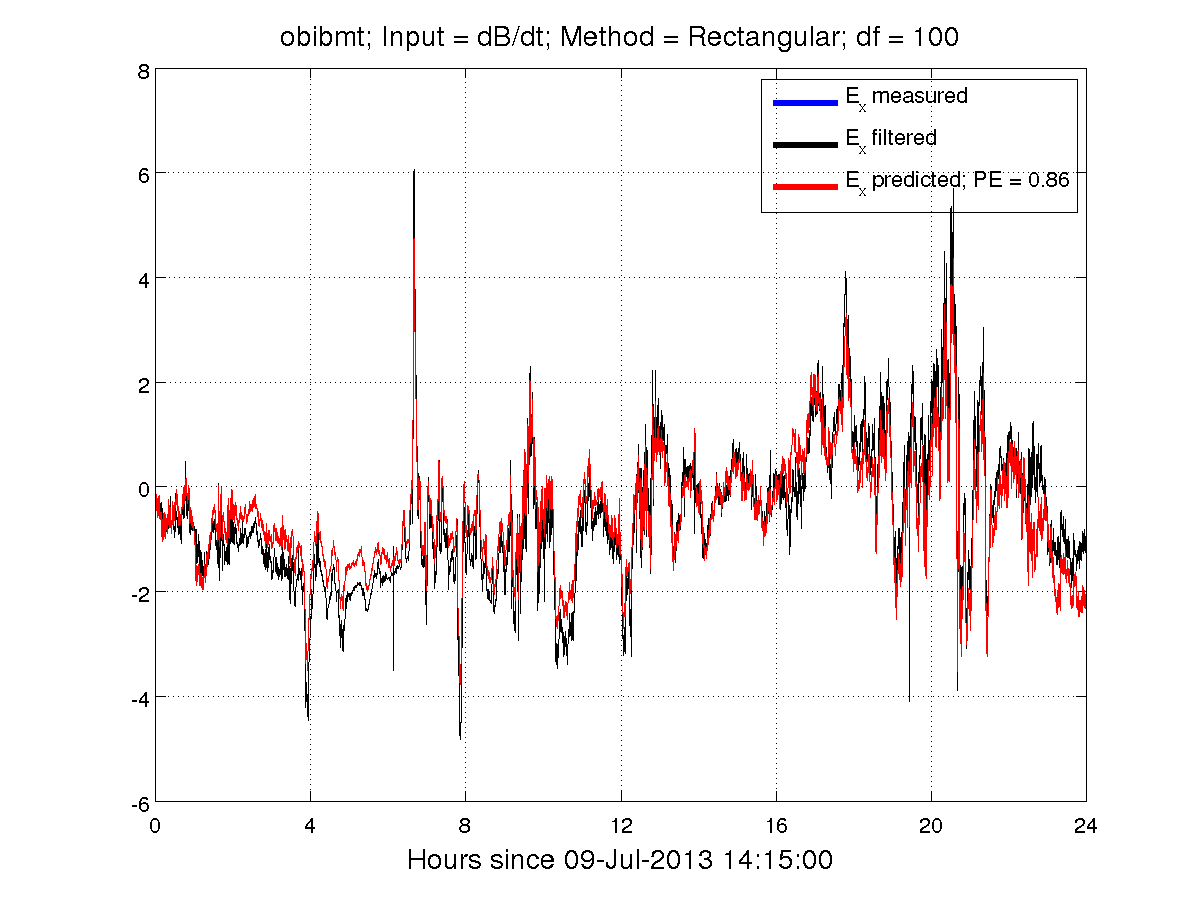 obibmt; Input = dB/dt; Method = Rectangular; df = 100
8
6
4
2
0
-2
-4
-6
E_x measured
E_x filtered
E_x predicted; PE = 0.86
0 4 8 12 16 20 24
Hours since 09-Jul-2013 14:15:00